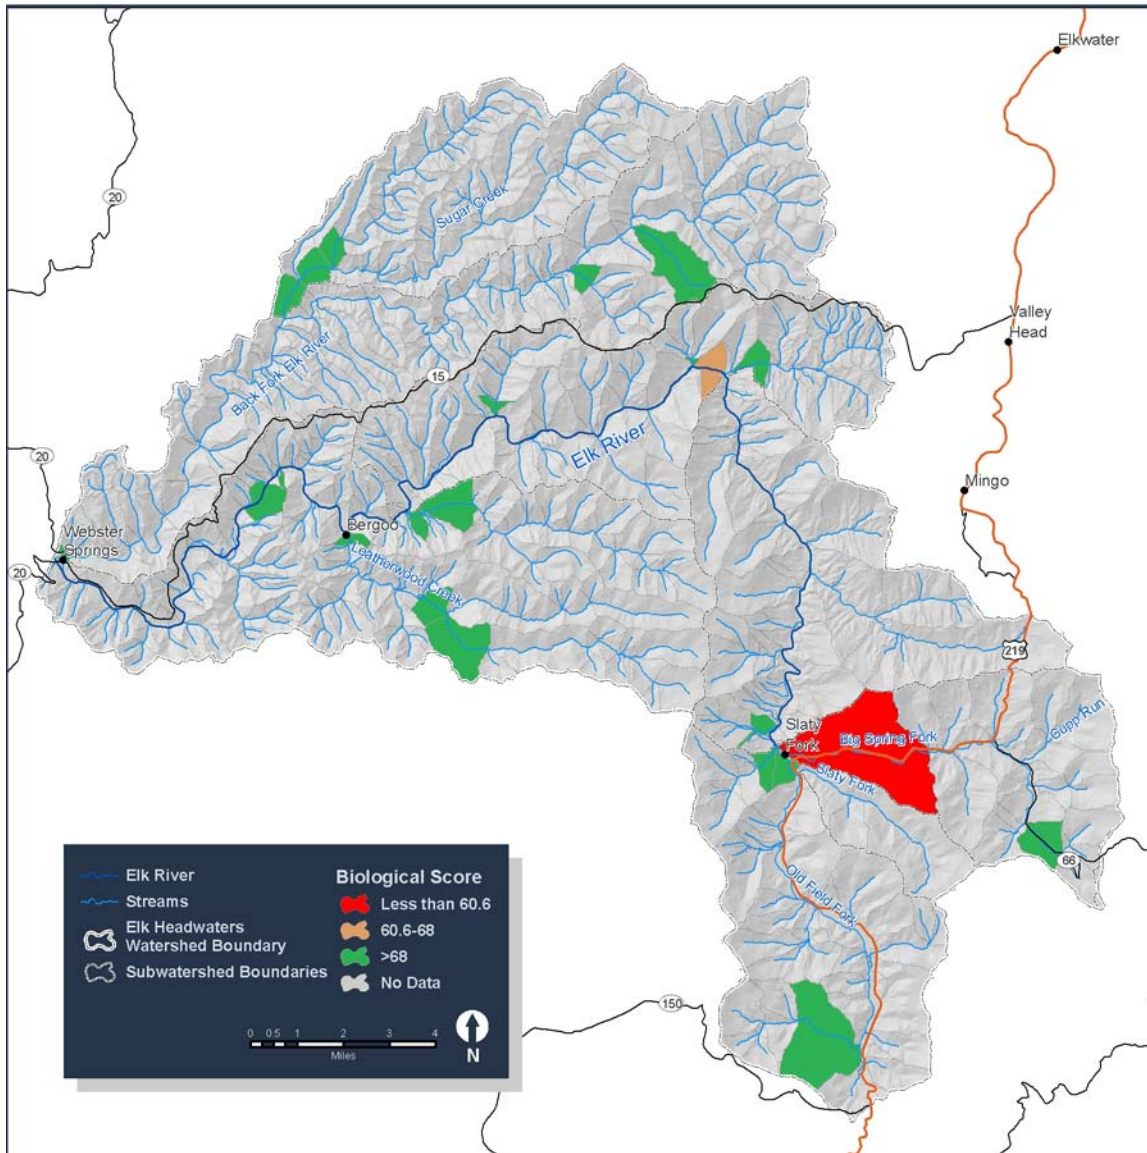 Elkwater
20
Sugar Creek
Valley
Head
Back Fork Elk River
15
Elk River
20
Mingo
Webster
Springs
Bergoo
20
Leatherwood Creek
219
Slaty
Fork
Big Spring Fork
Cupp Run
Slaty Fork
66
Old Field Fork
150
Elk River
Streams
Elk Headwaters
Watershed Boundary
Subwatershed Boundaries
Biological Score
Less than 60.6
60.6-68
>68
No Data
0 0.5 1 2 3 4
Miles
N